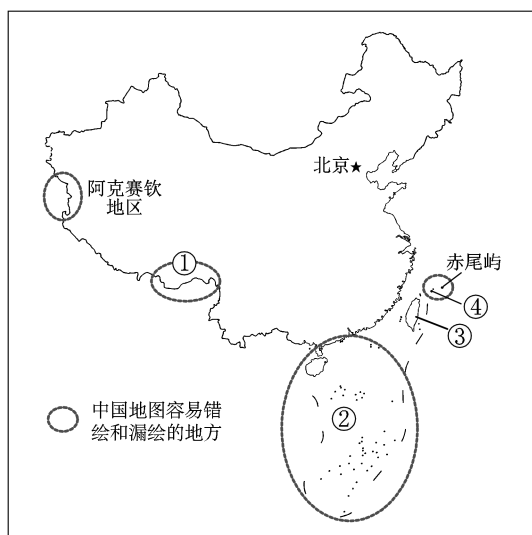 北京★
阿克赛钦
地区
①
赤尾屿
④
③
②
中国地图容易错
绘和漏绘的地方